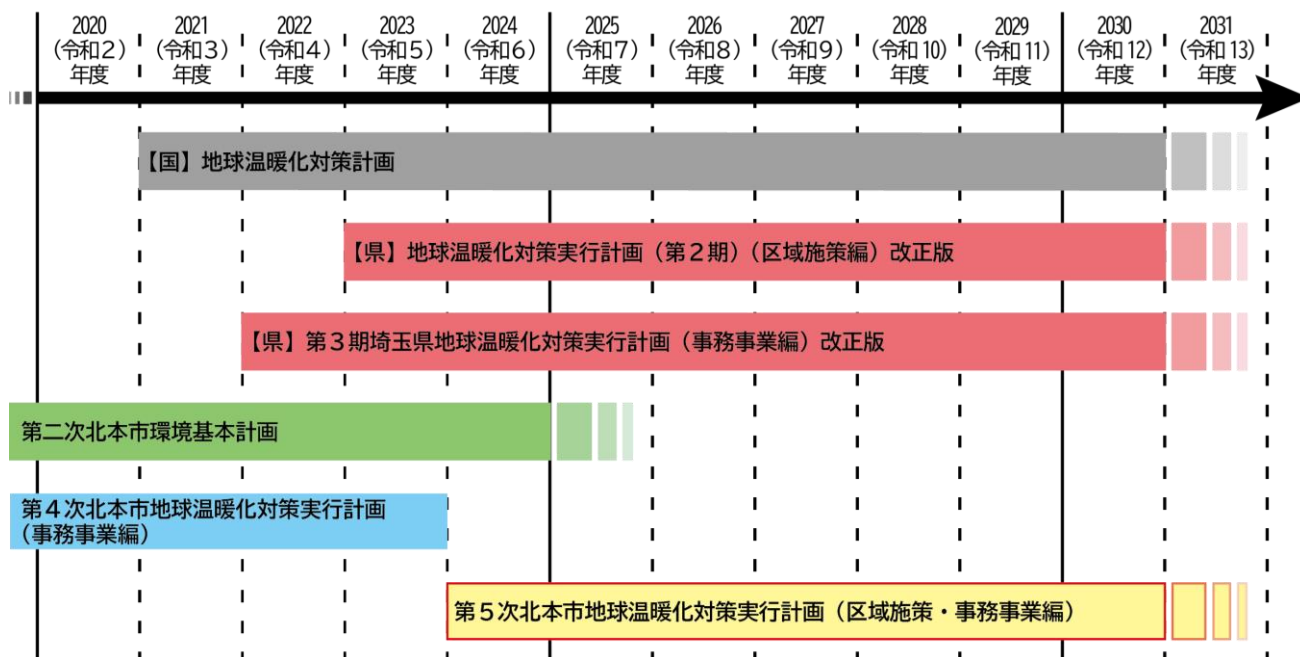 2020
(令和2)
年度
2021
(令和3)
年度
2022
(令和4)
年度
2023
(令和5)
年度
2024
(令和6)
年度
2025
(令和7)
年度
2026
(令和8)
年度
2027
(令和9)
年度
2028
(令和10)
年度
2029
(令和11)
年度
2030
(令和12)
年度
2031
(令和13)
年度
【国】地球温暖化対策計画
【県】地球温暖化対策実行計画（第２期）（区域施策編）改正版
【県】第３期埼玉県地球温暖化対策実行計画（事務事業編）改正版
第二次北本市環境基本計画
第４次北本市地球温暖化対策実行計画
（事務事業編）
第５次北本市地球温暖化対策実行計画（区域施策・事務事業編）